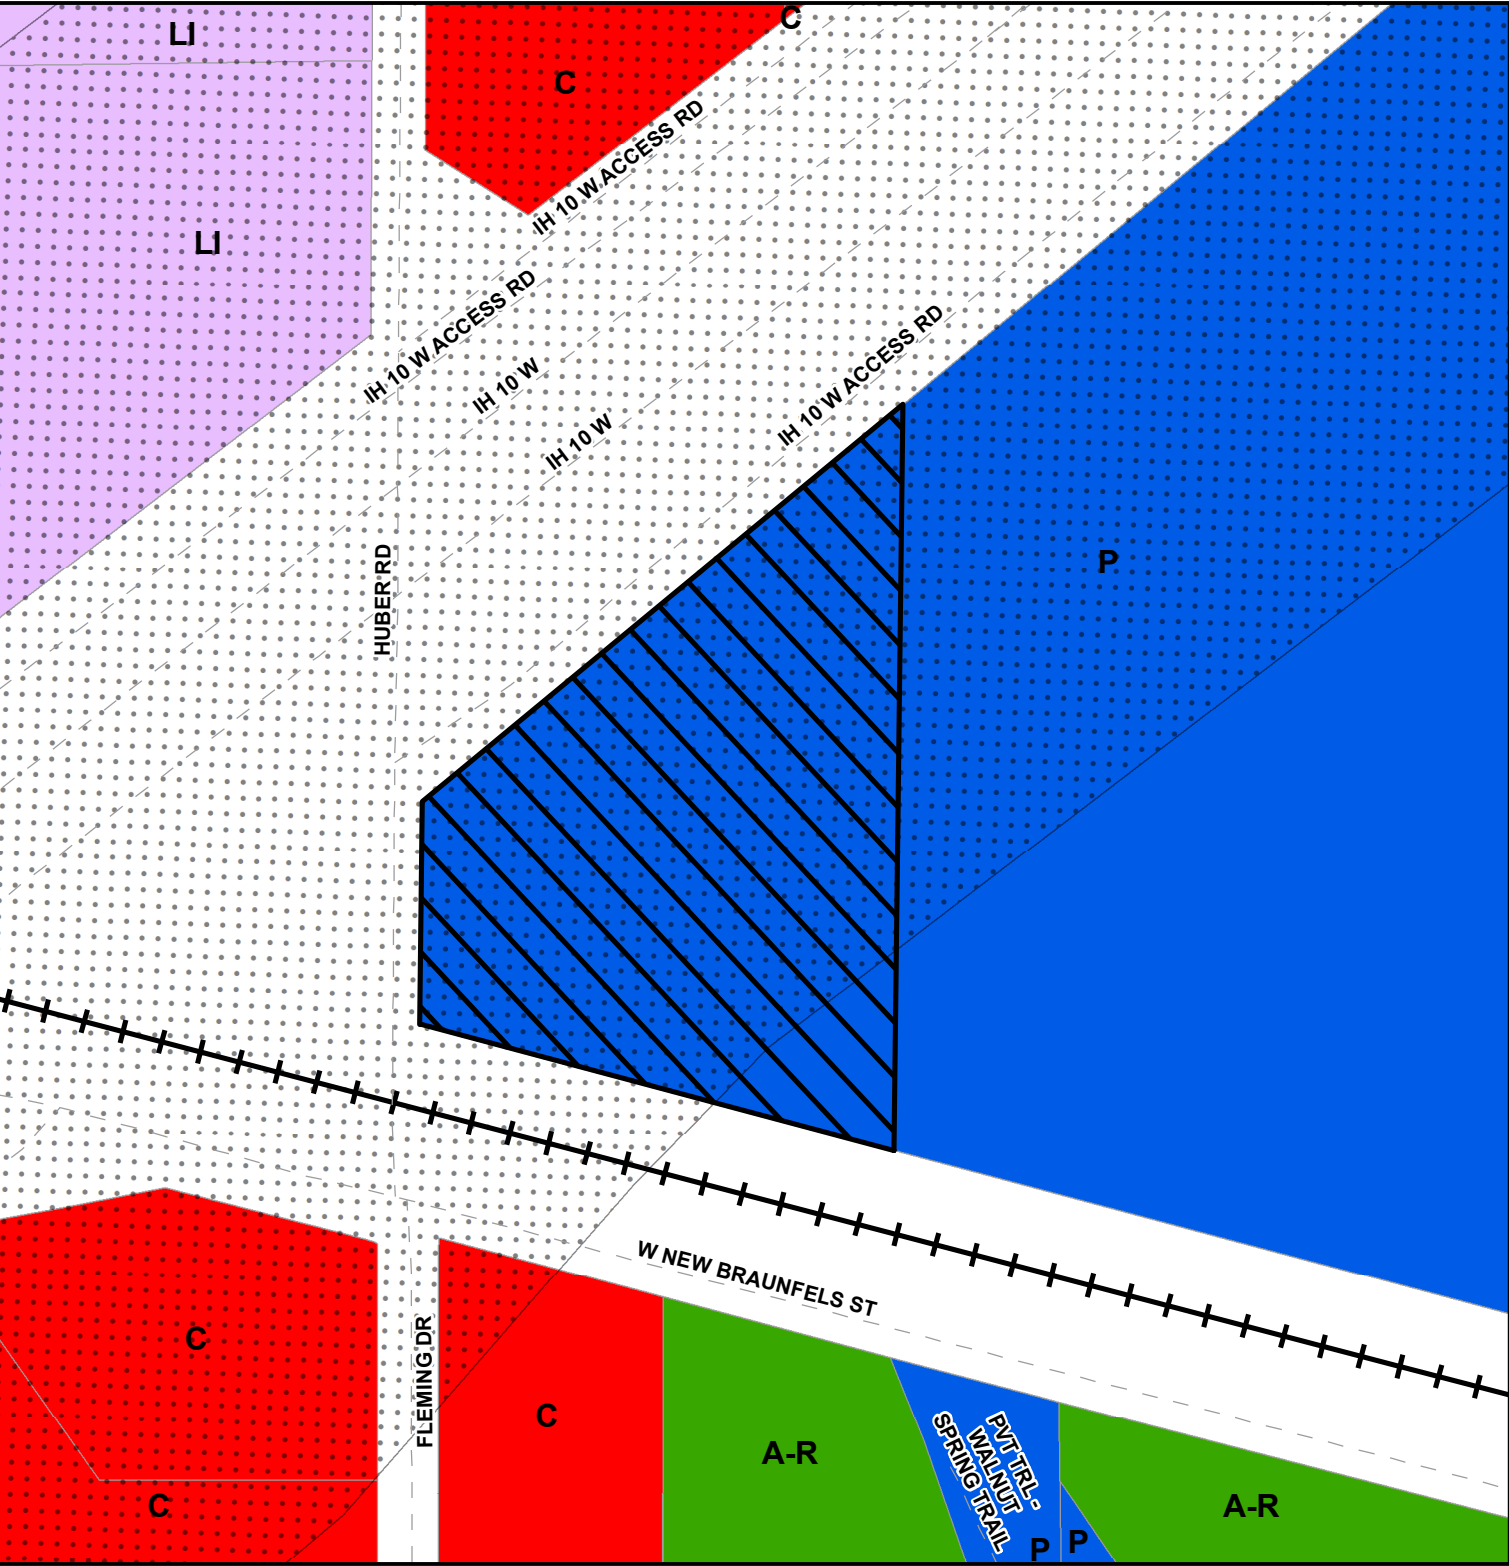 LI
C
C
IH 10 W ACCESS RD
LI
IH 10 W ACCESS RD
IH 10 W
IH 10 W ACCESS RD
IH 10 W
HUBER RD
P
W NEW BRAUNFELS ST
FLEMING DR
C
C
A-R
PVT TRL -
WALNUT
SPRING TRAIL
C
A-R
P
P